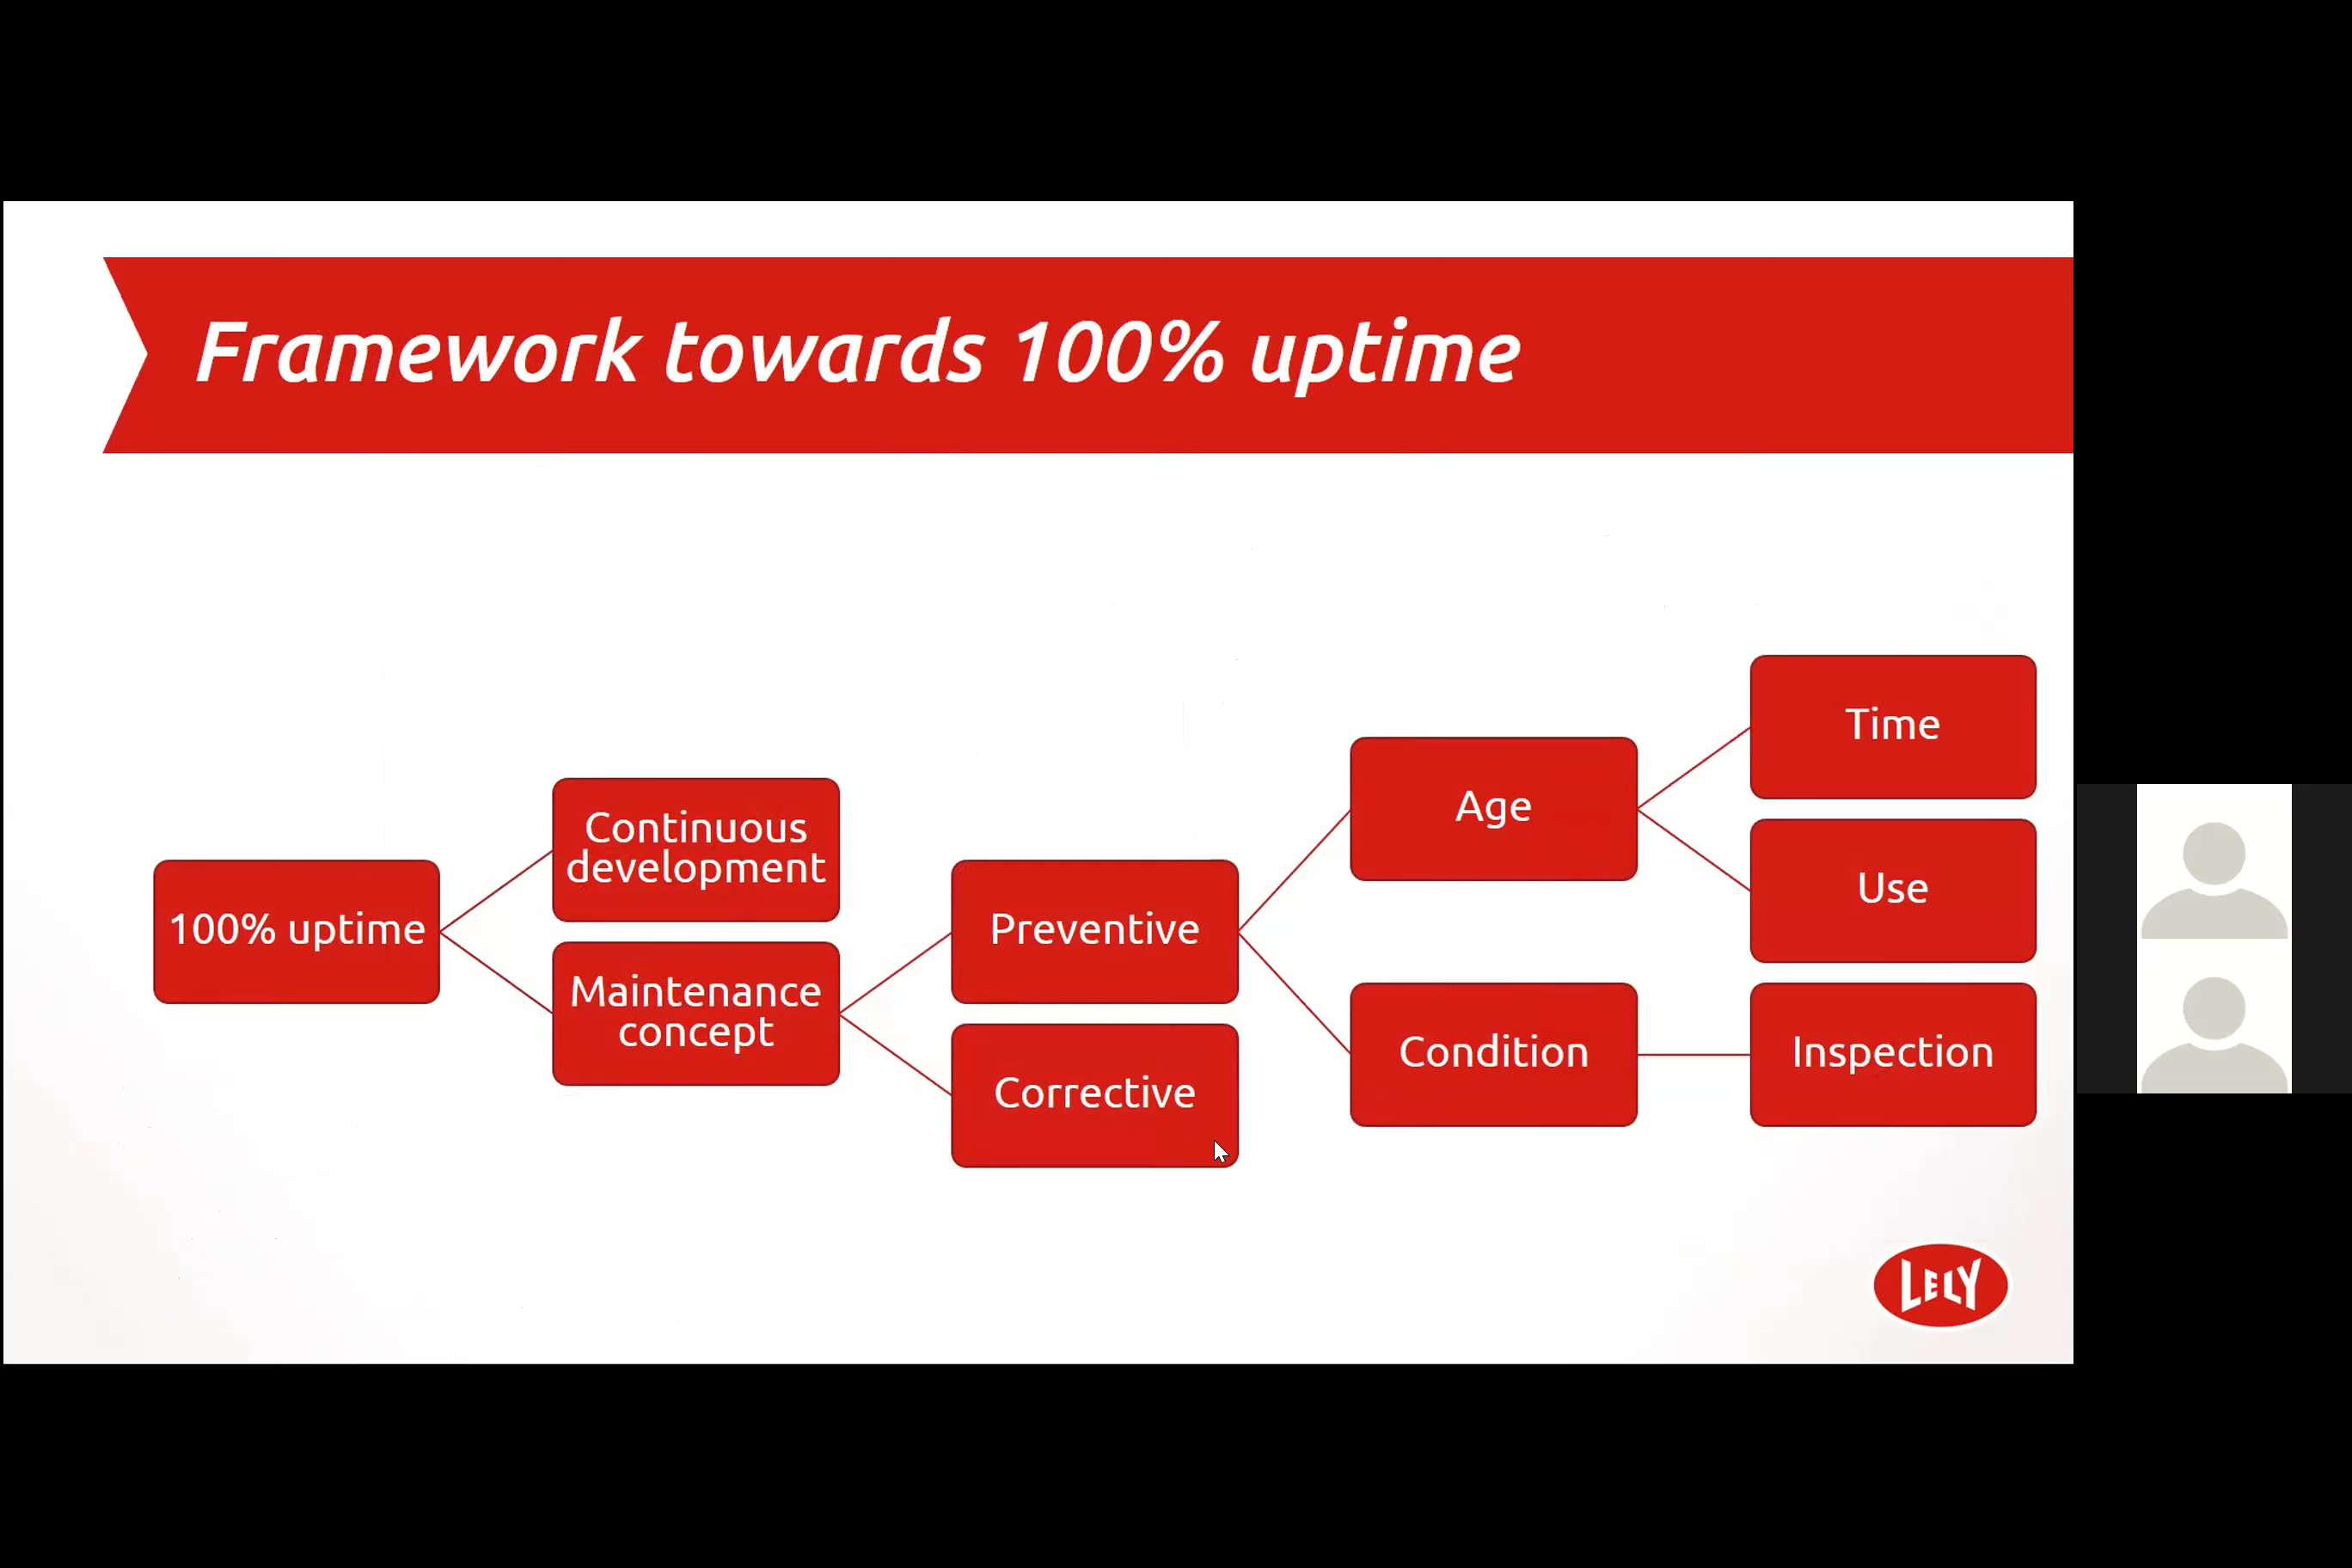 Framework towards 100% uptime
100% uptime
Continuous
development
Maintenance
concept
Preventive
Corrective
Age
Condition
Time
Use
Inspection
LELY